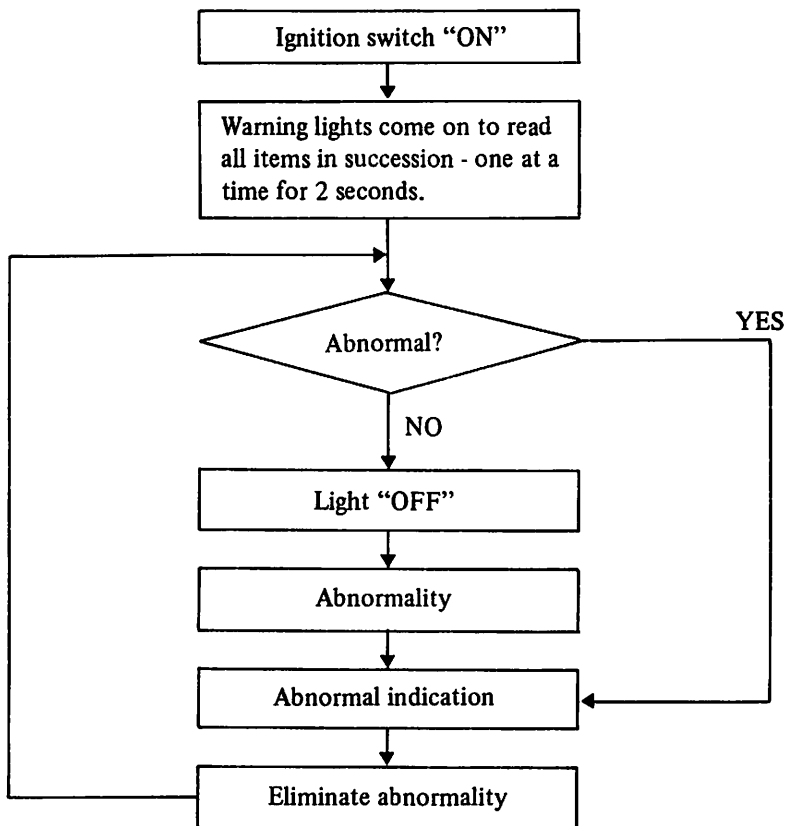 Ignition switch “ON”
Warning lights come on to read
all items in succession - one at a
time for 2 seconds.
Abnormal?
YES
NO
Light “OFF”
Abnormality
Abnormal indication
Eliminate abnormality